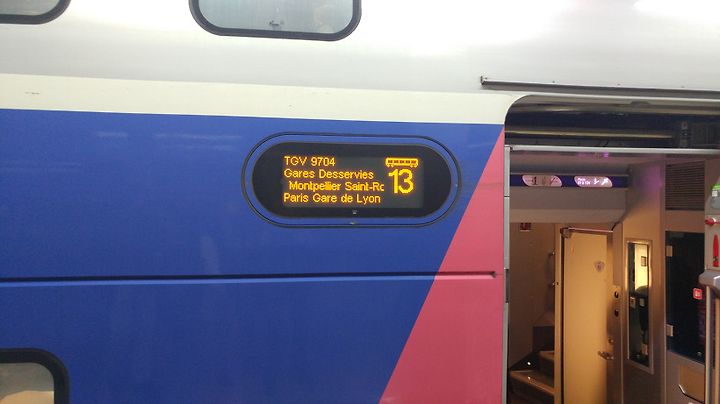 TGV 9704
Gares Desservies
Montpellier Saint-Ro
Paris Gare de Lyon
13